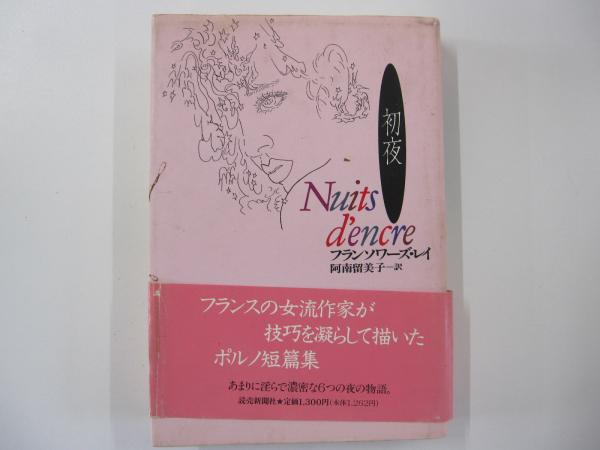 初夜
Nuits
d'encre
フランソワーズ・レイ
阿南留美子―訳
フランスの女流作家が
技巧を凝らして描いた
ポルノ短篇集
あまりに淫らで濃密な6つの夜の物語。
読売新聞社★定価1,300円(本体1,262円)